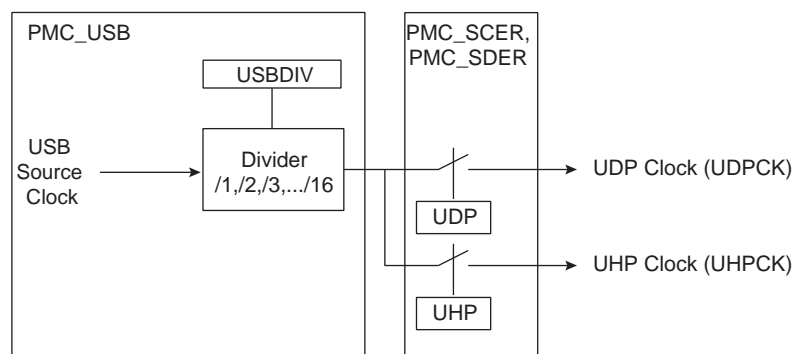 PMC_USB
USBDIV
USB
Source
Clock
Divider
/1,/2,/3,.../16
PMC_SCER,
PMC_SDER
UDP
UHP
UDP Clock (UDPCK)
UHP Clock (UHPCK)